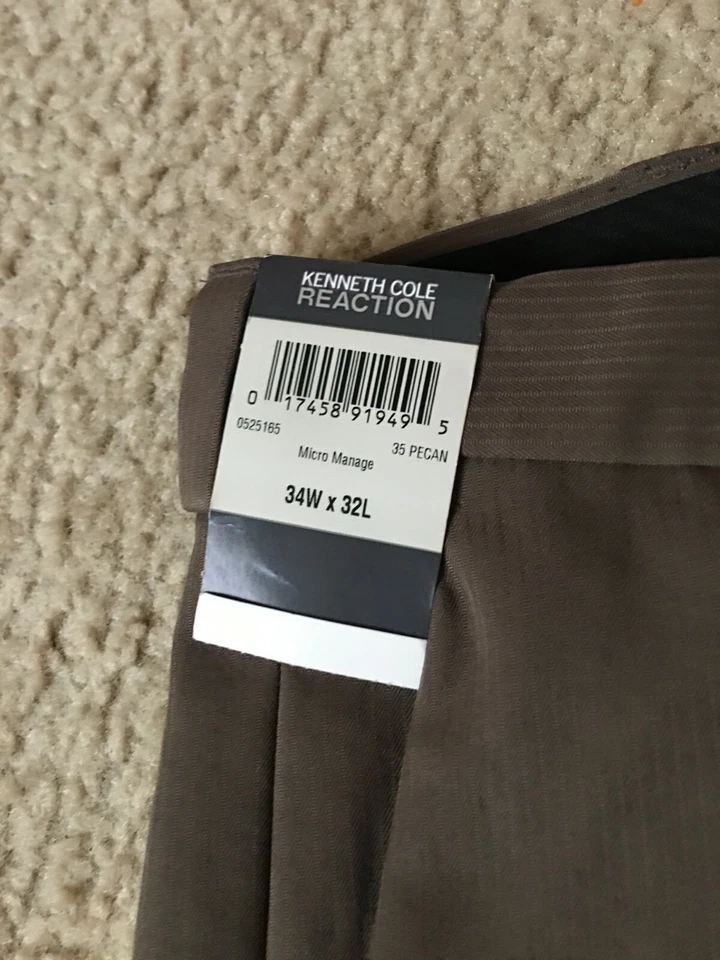 KENNETH COLE
REACTION
0 17458 91949 5
0525165 35 PECAN
Micro Manage
34W x 32L